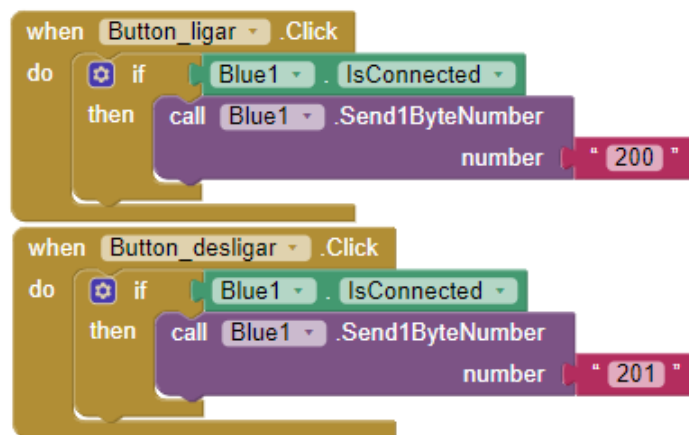 when Button_ligar .Click
do if Blue1 . IsConnected
then call Blue1 .Send1ByteNumber
number " 200 "
when Button_desligar .Click
do if Blue1 . IsConnected
then call Blue1 .Send1ByteNumber
number " 201 "